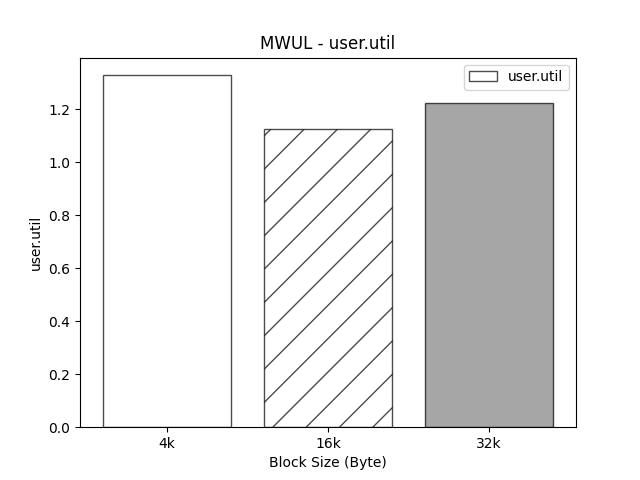 MWUL - user.util
user.util
user.util
1.2
1.0
0.8
0.6
0.4
0.2
0.0
4k 16k 32k
Block Size (Byte)